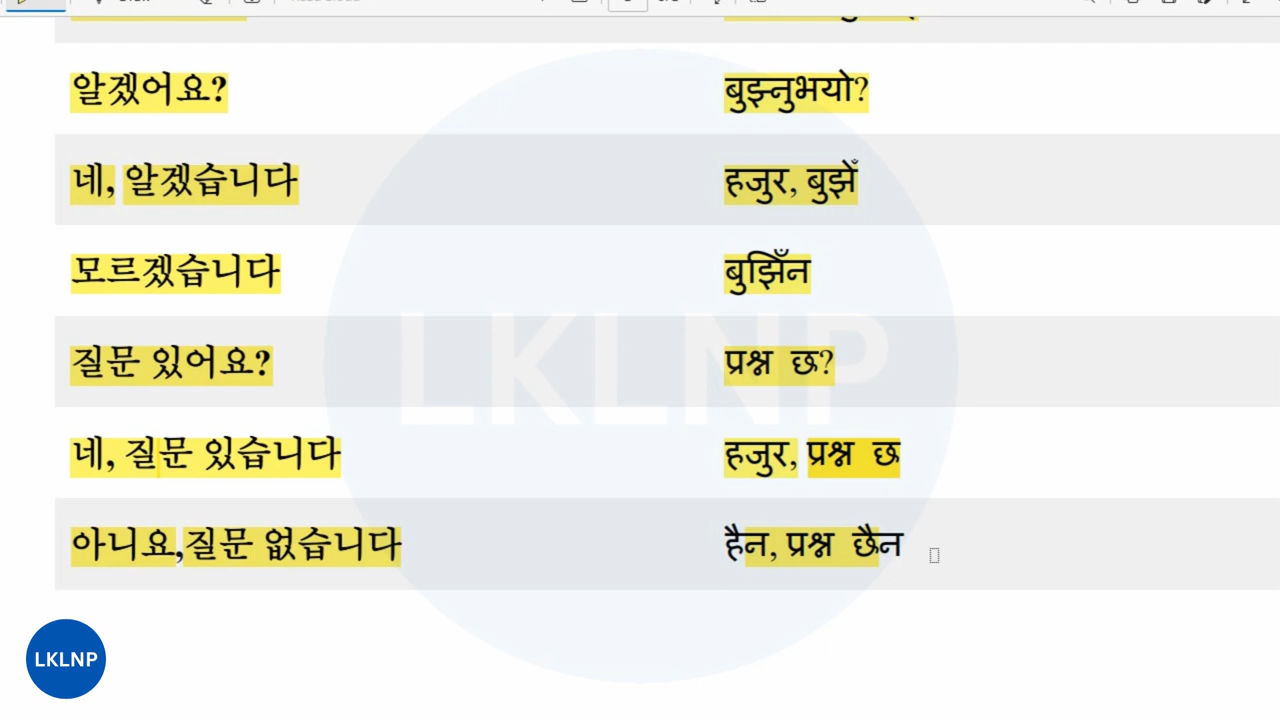 알겠어요? बुझ्नुभयो?
네, 알겠습니다 हजुर, बुझेँ
모르겠습니다 बुझिँन
질문 있어요? प्रश्न छ?
네, 질문 있습니다 हजुर, प्रश्न छ
아니요,질문 없습니다 हैन, प्रश्न छैन
LKLNP
LKLNP